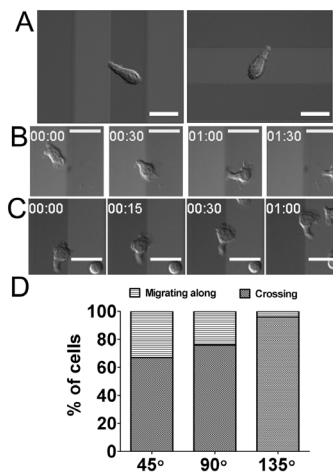 A
B
00:00 00:30 01:00 01:30
C
00:00 00:15 00:30 01:00
D
Migrating along Crossing
100
80
60
40
20
0
% of cells
45° 90° 135°